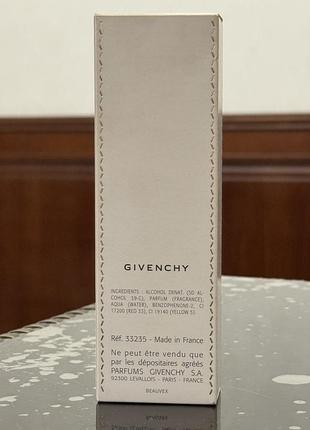 GIVENCHY
INGREDIENTS : ALCOHOL DENAT. (SD AL-
COHOL 39-C), PARFUM (FRAGRANCE),
AQUA (WATER), BENZOPHENONE-2, CI
17200 (RED 33), CI 19140 (YELLOW 5)
Réf. 33235 - Made in France
Ne peut être vendu que
par les dépositaires agréés
PARFUMS GIVENCHY S.A.
92300 LEVALLOIS - PARIS - FRANCE
BEAUVEX